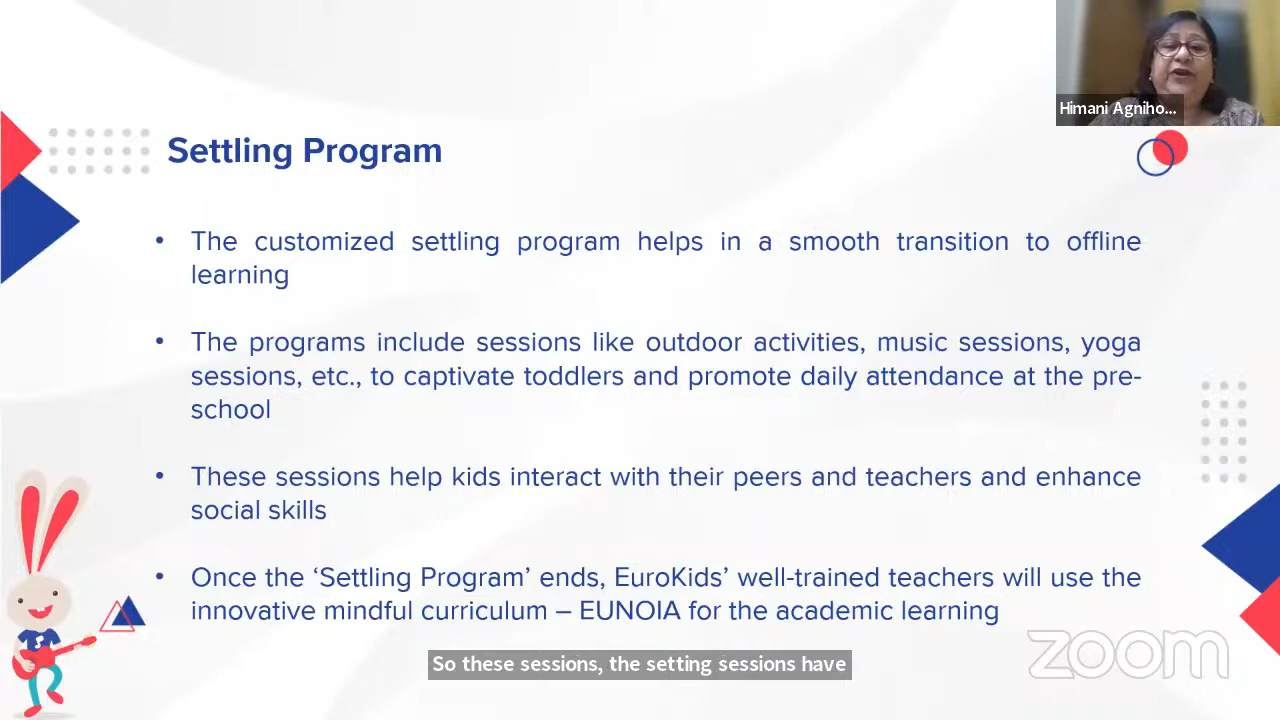 Himani Agniho...
Settling Program
• The customized settling program helps in a smooth transition to offline
learning
• The programs include sessions like outdoor activities, music sessions, yoga
sessions, etc., to captivate toddlers and promote daily attendance at the pre-
school
• These sessions help kids interact with their peers and teachers and enhance
social skills
• Once the ‘Settling Program’ ends, EuroKids’ well-trained teachers will use the
innovative mindful curriculum – EUNOIA for the academic learning
zoom
So these sessions, the setting sessions have